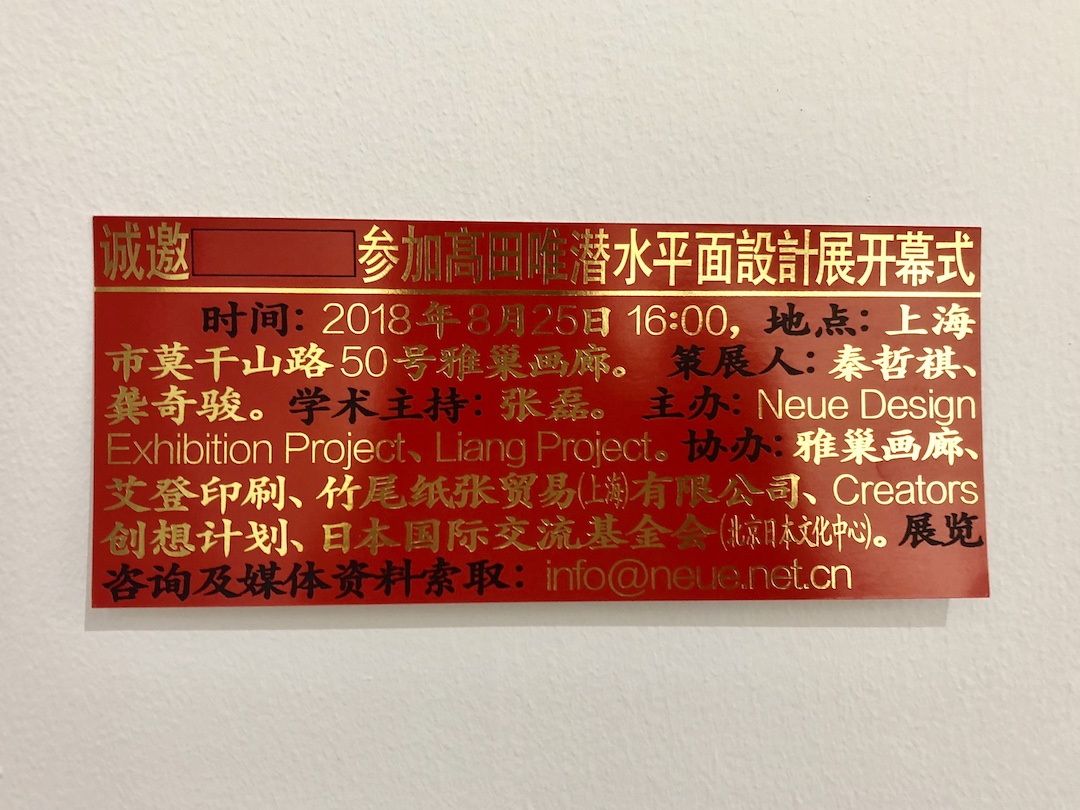 诚邀 参加髙田唯潜水平面設計展开幕式
时间：2018年8月25日 16:00，地点：上海
市莫干山路50号雅巢画廊。 策展人：秦哲祺、
龚奇骏。学术主持：张磊。 主办：Neue Design
Exhibition Project、Liang Project。协办：雅巢画廊、
艾登印刷、竹尾纸张贸易(上海)有限公司、Creators
创想计划、日本国际交流基金会(北京日本文化中心)。展览
咨询及媒体资料索取：info@neue.net.cn